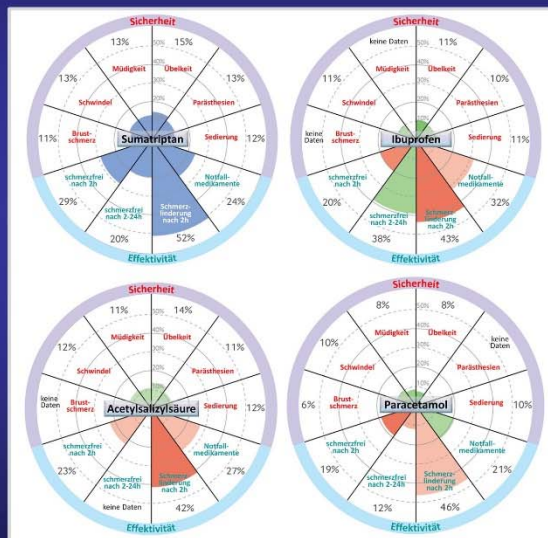 Sicherheit
13%
15%
13%
13%
11%
12%
29%
24%
20%
52%
50%
Müdigkeit
Übelkeit
Schwindel
Parästhesien
Brust-
schmerz
Sedierung
Sumatriptan
schmerzfrei
nach 2h
Notfall-
medikamente
schmerzfrei
nach 2-24h
Schmerz-
linderung
nach 2h
Effektivität
Sicherheit
keine Daten
11%
11%
10%
keine
Daten
11%
20%
32%
38%
43%
50%
Müdigkeit
Übelkeit
Schwindel
Parästhesien
Brust-
schmerz
Sedierung
Ibuprofen
schmerzfrei
nach 2h
Notfall-
medikamente
schmerzfrei
nach 2-24h
Schmerz-
linderung
nach 2h
Effektivität
Sicherheit
11%
14%
12%
11%
keine
Daten
12%
23%
27%
keine Daten
42%
50%
Müdigkeit
Übelkeit
Schwindel
Parästhesien
Brust-
schmerz
Sedierung
Acetylsalizylsäure
schmerzfrei
nach 2h
Notfall-
medikamente
schmerzfrei
nach 2-24h
Schmerz-
linderung
nach 2h
Effektivität
Sicherheit
8%
8%
10%
keine
Daten
6%
10%
19%
21%
12%
46%
50%
Müdigkeit
Übelkeit
Schwindel
Parästhesien
Brust-
schmerz
Sedierung
Paracetamol
schmerzfrei
nach 2h
Notfall-
medikamente
schmerzfrei
nach 2-24h
Schmerz-
linderung
nach 2h
Effektivität